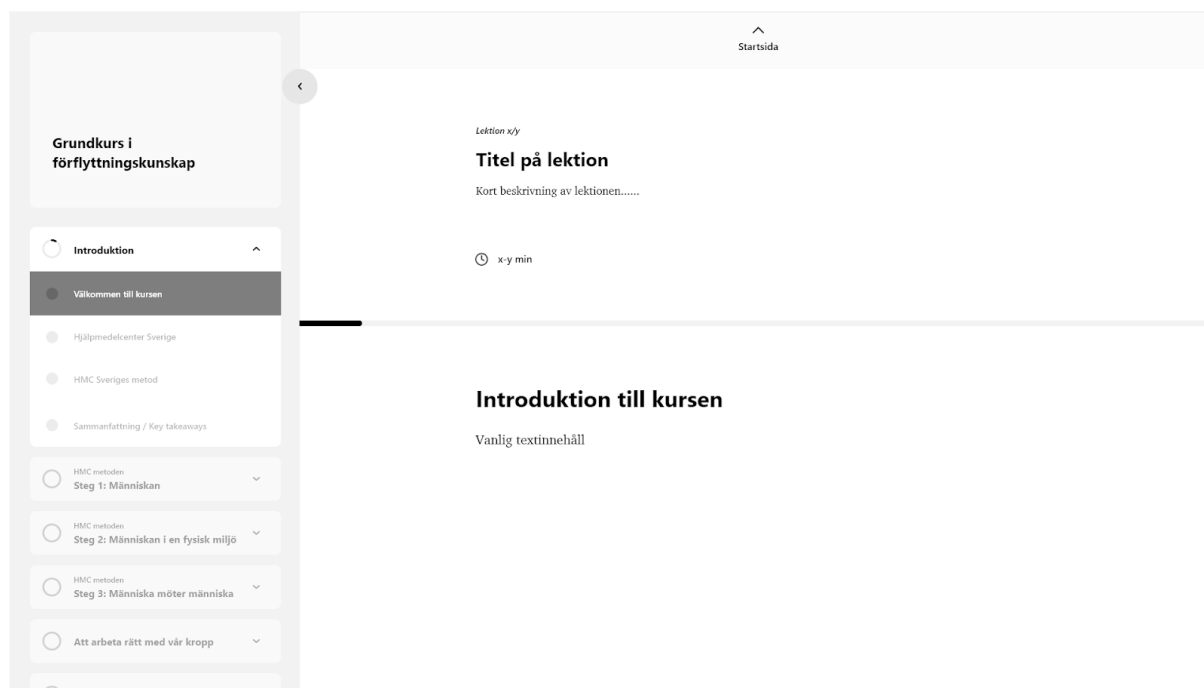 Grundkurs i
förflyttningskunskap
Introduktion
Välkommen till kursen
Hjälpmedelcenter Sverige
HMC Sveriges metod
Sammanfattning / Key takeaways
HMC metoden
Steg 1: Människan
HMC metoden
Steg 2: Människan i en fysisk miljö
HMC metoden
Steg 3: Människa möter människa
Att arbeta rätt med vår kropp
Startsida
Lektion x/y
Titel på lektion
Kort beskrivning av lektionen......
x-y min
Introduktion till kursen
Vanlig textinnehåll